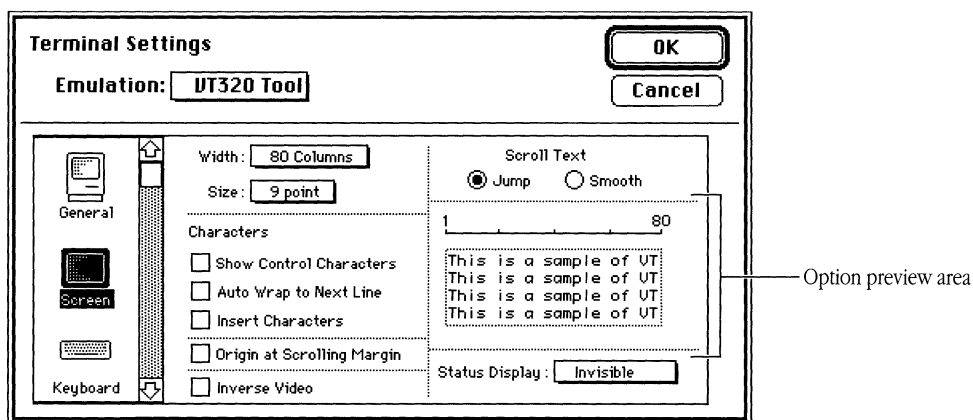 Terminal Settings
OK
Emulation: VT320 Tool
Cancel
General
Screen
Keyboard
Width: 80 Columns
Size: 9 point
Characters
Show Control Characters
Auto Wrap to Next Line
Insert Characters
Origin at Scrolling Margin
Inverse Video
Scroll Text
Jump Smooth
1 80
This is a sample of VT
This is a sample of VT
This is a sample of VT
This is a sample of VT
Status Display: Invisible
Option preview area